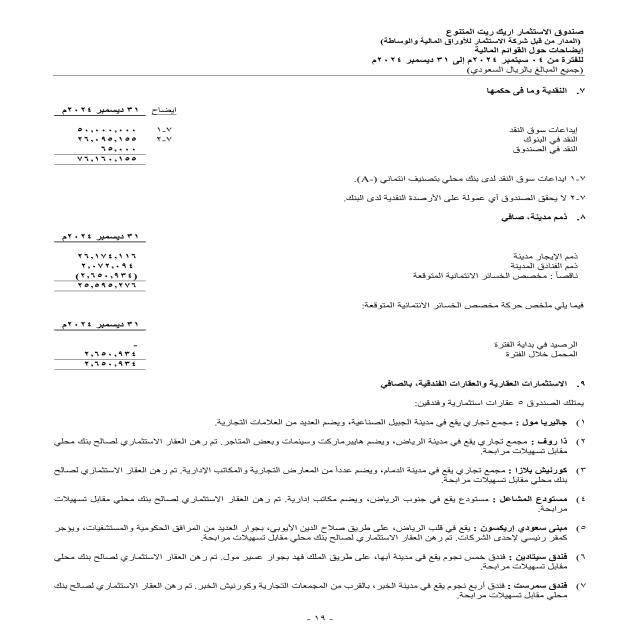 صندوق الاستثمار اريك ريت المتنوع
(المدار من قبل شركة الاستثمار للأوراق المالية والوساطة)
إيضاحات حول القوائم المالية
للفترة من ٠٤ سبتمبر ٢٠٢٤م إلى ٣١ ديسمبر ٢٠٢٤م
(جميع المبالغ بالريال السعودي)
٧. النقدية وما في حكمها
ايضاح ٣١ ديسمبر ٢٠٢٤م
إيداعات سوق النقد ٧-١ ٥٠,٠٠٠,٠٠٠
النقد في البنوك ٧-٢ ٢٦,٠٩٥,١٥٥
النقد في الصندوق ٦٥,٠٠٠
٧٦,١٦٠,١٥٥
٧-١ ايداعات سوق النقد لدى بنك محلي بتصنيف ائتماني (A-).
٧-٢ لا يحقق الصندوق أي عمولة على الأرصدة النقدية لدى البنك.
٨. ذمم مدينة، صافي
٣١ ديسمبر ٢٠٢٤م
ذمم الإيجار مدينة ٢٦,١٧٤,١١٦
ذمم الفنادق المدينة ٢,٠٧٢,٠٩٤
ناقصاً : مخصص الخسائر الائتمانية المتوقعة (٢,٦٥٠,٩٣٤)
٢٥,٥٩٥,٢٧٦
فيما يلي ملخص حركة مخصص الخسائر الائتمانية المتوقعة:
٣١ ديسمبر ٢٠٢٤م
الرصيد في بداية الفترة -
المحمل خلال الفترة ٢,٦٥٠,٩٣٤
٢,٦٥٠,٩٣٤
٩. الاستثمارات العقارية والعقارات الفندقية، بالصافي
يمتلك الصندوق ٥ عقارات استثمارية وفندقين:
١) جاليريا مول : مجمع تجاري يقع في مدينة الجبيل الصناعية، ويضم العديد من العلامات التجارية.
٢) ذا روف : مجمع تجاري يقع في مدينة الرياض، ويضم هايبرماركت وسينمات وبعض المتاجر. تم رهن العقار الاستثماري لصالح بنك محلي
مقابل تسهيلات مرابحة.
٣) كورنيش بلازا : مجمع تجاري يقع في مدينة الدمام، ويضم عدداً من المعارض التجارية والمكاتب الإدارية. تم رهن العقار الاستثماري لصالح
بنك محلي مقابل تسهيلات مرابحة.
٤) مستودع المشاعل : مستودع يقع في جنوب الرياض، ويضم مكاتب إدارية. تم رهن العقار الاستثماري لصالح بنك محلي مقابل تسهيلات
مرابحة.
٥) مبنى سعودي إريكسون : يقع في قلب الرياض، على طريق صلاح الدين الأيوبي، بجوار العديد من المرافق الحكومية والمستشفيات، ويؤجر
كمقر رئيسي لإحدى الشركات. تم رهن العقار الاستثماري لصالح بنك محلي مقابل تسهيلات مرابحة.
٦) فندق سيتادين : فندق خمس نجوم يقع في مدينة أبها، على طريق الملك فهد بجوار عسير مول. تم رهن العقار الاستثماري لصالح بنك محلي
مقابل تسهيلات مرابحة.
٧) فندق سمرست : فندق أربع نجوم يقع في مدينة الخبر، بالقرب من المجمعات التجارية وكورنيش الخبر. تم رهن العقار الاستثماري لصالح بنك
محلي مقابل تسهيلات مرابحة.
- ١٩ -